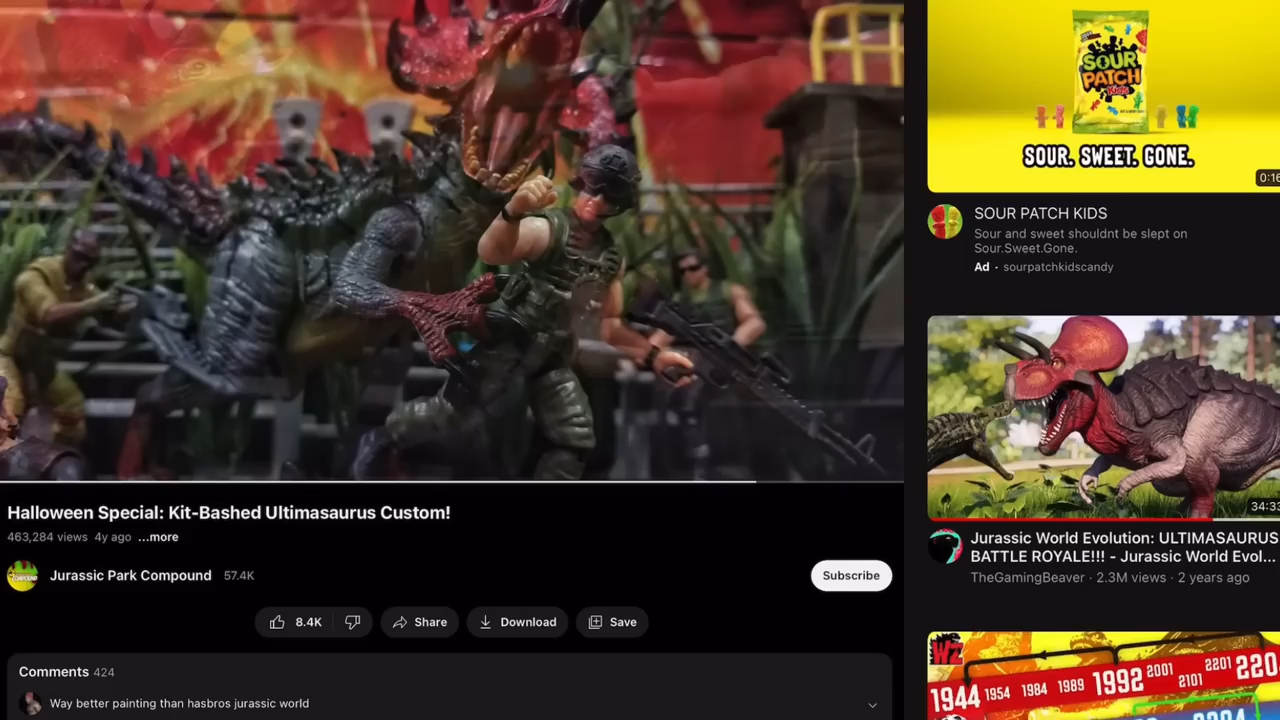 Halloween Special: Kit-Bashed Ultimasaurus Custom!
463,284 views 4y ago ...more
Jurassic Park Compound 57.4K
Subscribe
8.4K
Share
Download
Save
Comments 424
Way better painting than hasbros jurassic world
SOUR
PATCH
Kids
SOUR. SWEET. GONE.
0:16
SOUR PATCH KIDS
Sour and sweet shouldnt be slept on
Sour.Sweet.Gone.
Ad · sourpatchkidscandy
34:33
Jurassic World Evolution: ULTIMASAURUS
BATTLE ROYALE!!! - Jurassic World Evol...
TheGamingBeaver · 2.3M views · 2 years ago
WZ
1944 1954 1984 1989 1992 2001 2101 2201 220